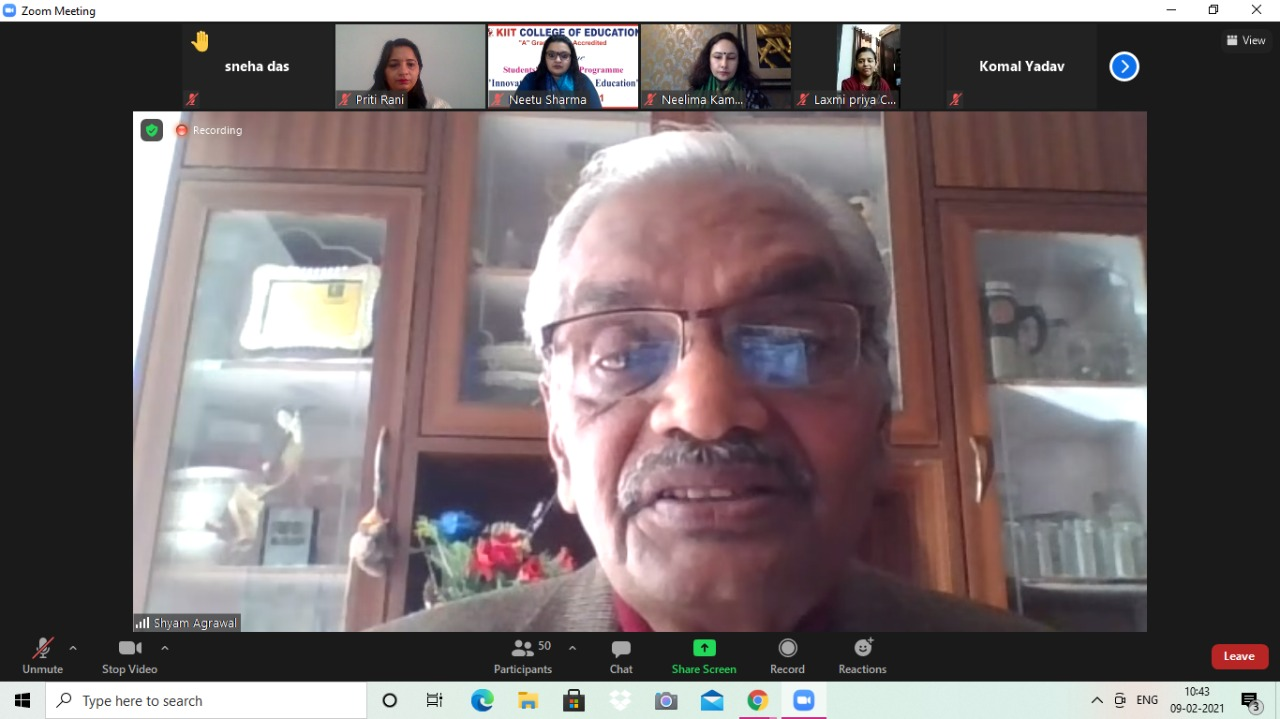 Zoom Meeting
sneha das
Priti Rani
KIIT COLLEGE OF EDUCATION
Neetu Sharma
Neelima Kam...
Laxmi priya C...
Komal Yadav
View
"A" Accredited
Students' Programme
Education"
Recording
Shyam Agrawal
Unmute
Stop Video
Participants
50
Chat
Share Screen
Record
Reactions
Leave
Type here to search
ENG
10:43
09-02-2021
3